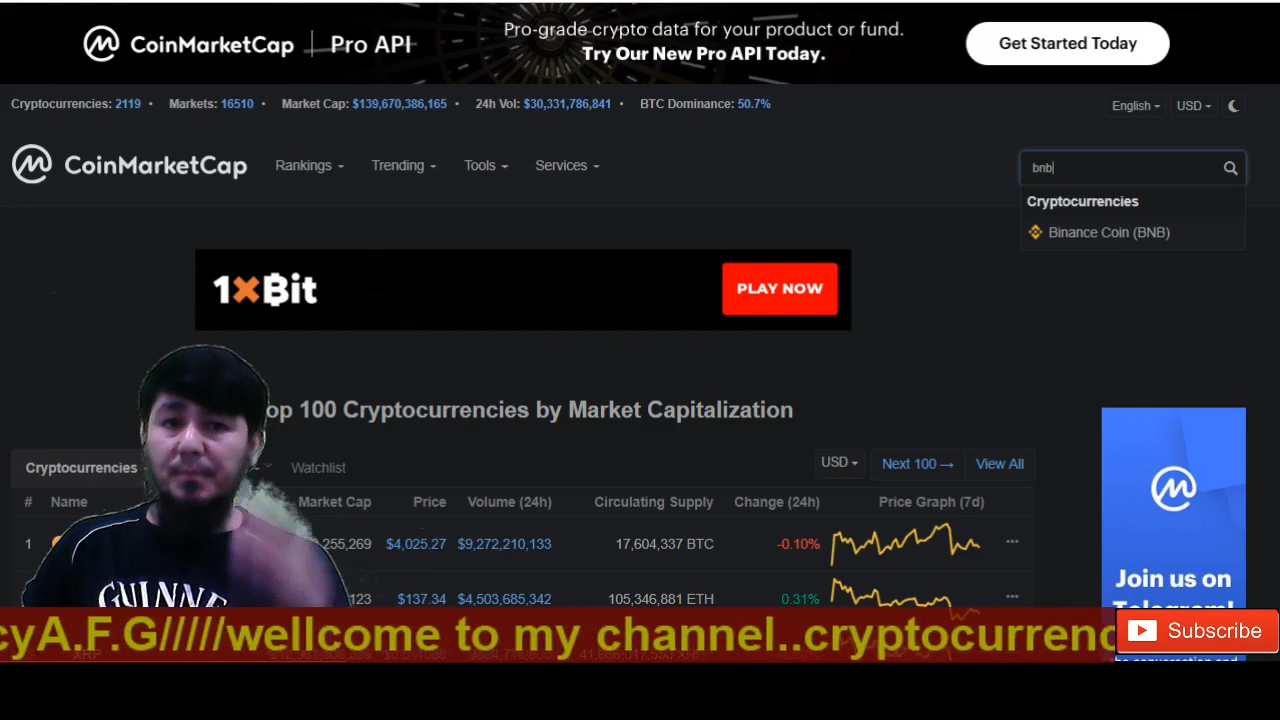 CoinMarketCap | Pro API
Pro-grade crypto data for your product or fund.
Try Our New Pro API Today.
Get Started Today
Cryptocurrencies: 2119 • Markets: 16510 • Market Cap: $139,670,386,165 • 24h Vol: $30,331,786,841 • BTC Dominance: 50.7%
English USD
CoinMarketCap Rankings Trending Tools Services
bnb
Cryptocurrencies
Binance Coin (BNB)
1xBit
PLAY NOW
op 100 Cryptocurrencies by Market Capitalization
Cryptocurrencies Watchlist USD Next 100 → View All
# Name Market Cap Price Volume (24h) Circulating Supply Change (24h) Price Graph (7d)
1 255,269 $4,025.27 $9,272,210,133 17,604,337 BTC -0.10%
123 $137.34 $4,503,685,342 105,346,881 ETH 0.31%
GUINNE
Join us on
Telegram!
cyA.F.G/////wellcome to my channel..cryptocurrenc
Subscribe